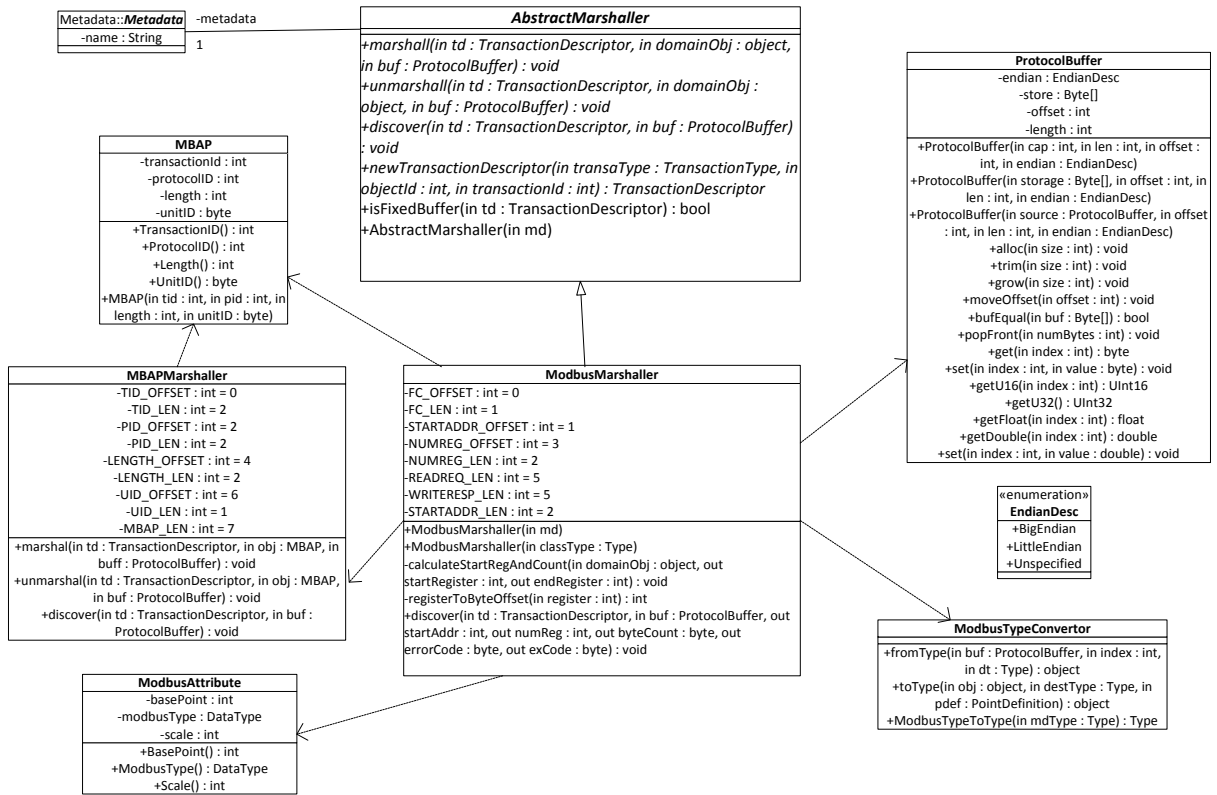 Metadata::Metadata
-name : String
-metadata
1
AbstractMarshaller
+marshall(in td : TransactionDescriptor, in domainObj : object,
in buf : ProtocolBuffer) : void
+unmarshall(in td : TransactionDescriptor, in domainObj :
object, in buf : ProtocolBuffer) : void
+discover(in td : TransactionDescriptor, in buf : ProtocolBuffer)
: void
+newTransactionDescriptor(in transaType : TransactionType, in
objectId : int, in transactionId : int) : TransactionDescriptor
+isFixedBuffer(in td : TransactionDescriptor) : bool
+AbstractMarshaller(in md)
ProtocolBuffer
-endian : EndianDesc
-store : Byte[]
-offset : int
-length : int
+ProtocolBuffer(in cap : int, in len : int, in offset :
int, in endian : EndianDesc)
+ProtocolBuffer(in storage : Byte[], in offset : int, in
len : int, in endian : EndianDesc)
+ProtocolBuffer(in source : ProtocolBuffer, in offset
: int, in len : int, in endian : EndianDesc)
+alloc(in size : int) : void
+trim(in size : int) : void
+grow(in size : int) : void
+moveOffset(in offset : int) : void
+bufEqual(in buf : Byte[]) : bool
+popFront(in numBytes : int) : void
+get(in index : int) : byte
+set(in index : int, in value : byte) : void
+getU16(in index : int) : UInt16
+getU32() : UInt32
+getFloat(in index : int) : float
+getDouble(in index : int) : double
+set(in index : int, in value : double) : void
MBAP
-transactionId : int
-protocolID : int
-length : int
-unitID : byte
+TransactionID() : int
+ProtocolID() : int
+Length() : int
+UnitID() : byte
+MBAP(in tid : int, in pid : int, in
length : int, in unitID : byte)
MBAPMarshaller
-TID_OFFSET : int = 0
-TID_LEN : int = 2
-PID_OFFSET : int = 2
-PID_LEN : int = 2
-LENGTH_OFFSET : int = 4
-LENGTH_LEN : int = 2
-UID_OFFSET : int = 6
-UID_LEN : int = 1
-MBAP_LEN : int = 7
+marshal(in td : TransactionDescriptor, in obj : MBAP, in
buff : ProtocolBuffer) : void
+unmarshal(in td : TransactionDescriptor, in obj : MBAP,
in buf : ProtocolBuffer) : void
+discover(in td : TransactionDescriptor, in buf :
ProtocolBuffer) : void
ModbusMarshaller
-FC_OFFSET : int = 0
-FC_LEN : int = 1
-STARTADDR_OFFSET : int = 1
-NUMREG_OFFSET : int = 3
-NUMREG_LEN : int = 2
-READREQ_LEN : int = 5
-WRITERESP_LEN : int = 5
-STARTADDR_LEN : int = 2
+ModbusMarshaller(in md)
+ModbusMarshaller(in classType : Type)
-calculateStartRegAndCount(in domainObj : object, out
startRegister : int, out endRegister : int) : void
-registerToByteOffset(in register : int) : int
+discover(in td : TransactionDescriptor, in buf : ProtocolBuffer, out
startAddr : int, out numReg : int, out byteCount : byte, out
errorCode : byte, out exCode : byte) : void
«enumeration»
EndianDesc
+BigEndian
+LittleEndian
+Unspecified
ModbusTypeConvertor
+fromType(in buf : ProtocolBuffer, in index : int,
in dt : Type) : object
+toType(in obj : object, in destType : Type, in
pdef : PointDefinition) : object
+ModbusTypeToType(in mdType : Type) : Type
ModbusAttribute
-basePoint : int
-modbusType : DataType
-scale : int
+BasePoint() : int
+ModbusType() : DataType
+Scale() : int